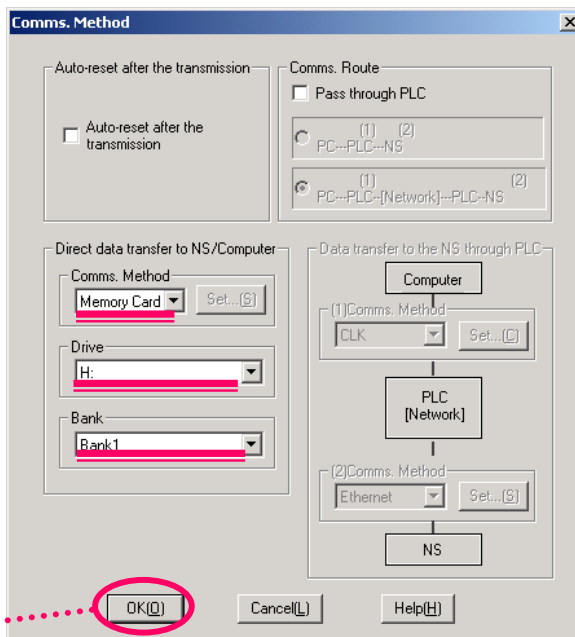 Comms. Method
Auto-reset after the transmission
Auto-reset after the
transmission
Comms. Route
Pass through PLC
(1) (2)
PC---PLC---NS
(1) (2)
PC---PLC--[Network]---PLC--NS
Direct data transfer to NS/Computer
Comms. Method
Memory Card
Set...(S)
Drive
H:
Bank
Bank1
Data transfer to the NS through PLC
Computer
(1)Comms. Method
CLK
Set...(C)
PLC
[Network]
(2)Comms. Method
Ethernet
Set...(S)
NS
OK(O)
Cancel(L)
Help(H)